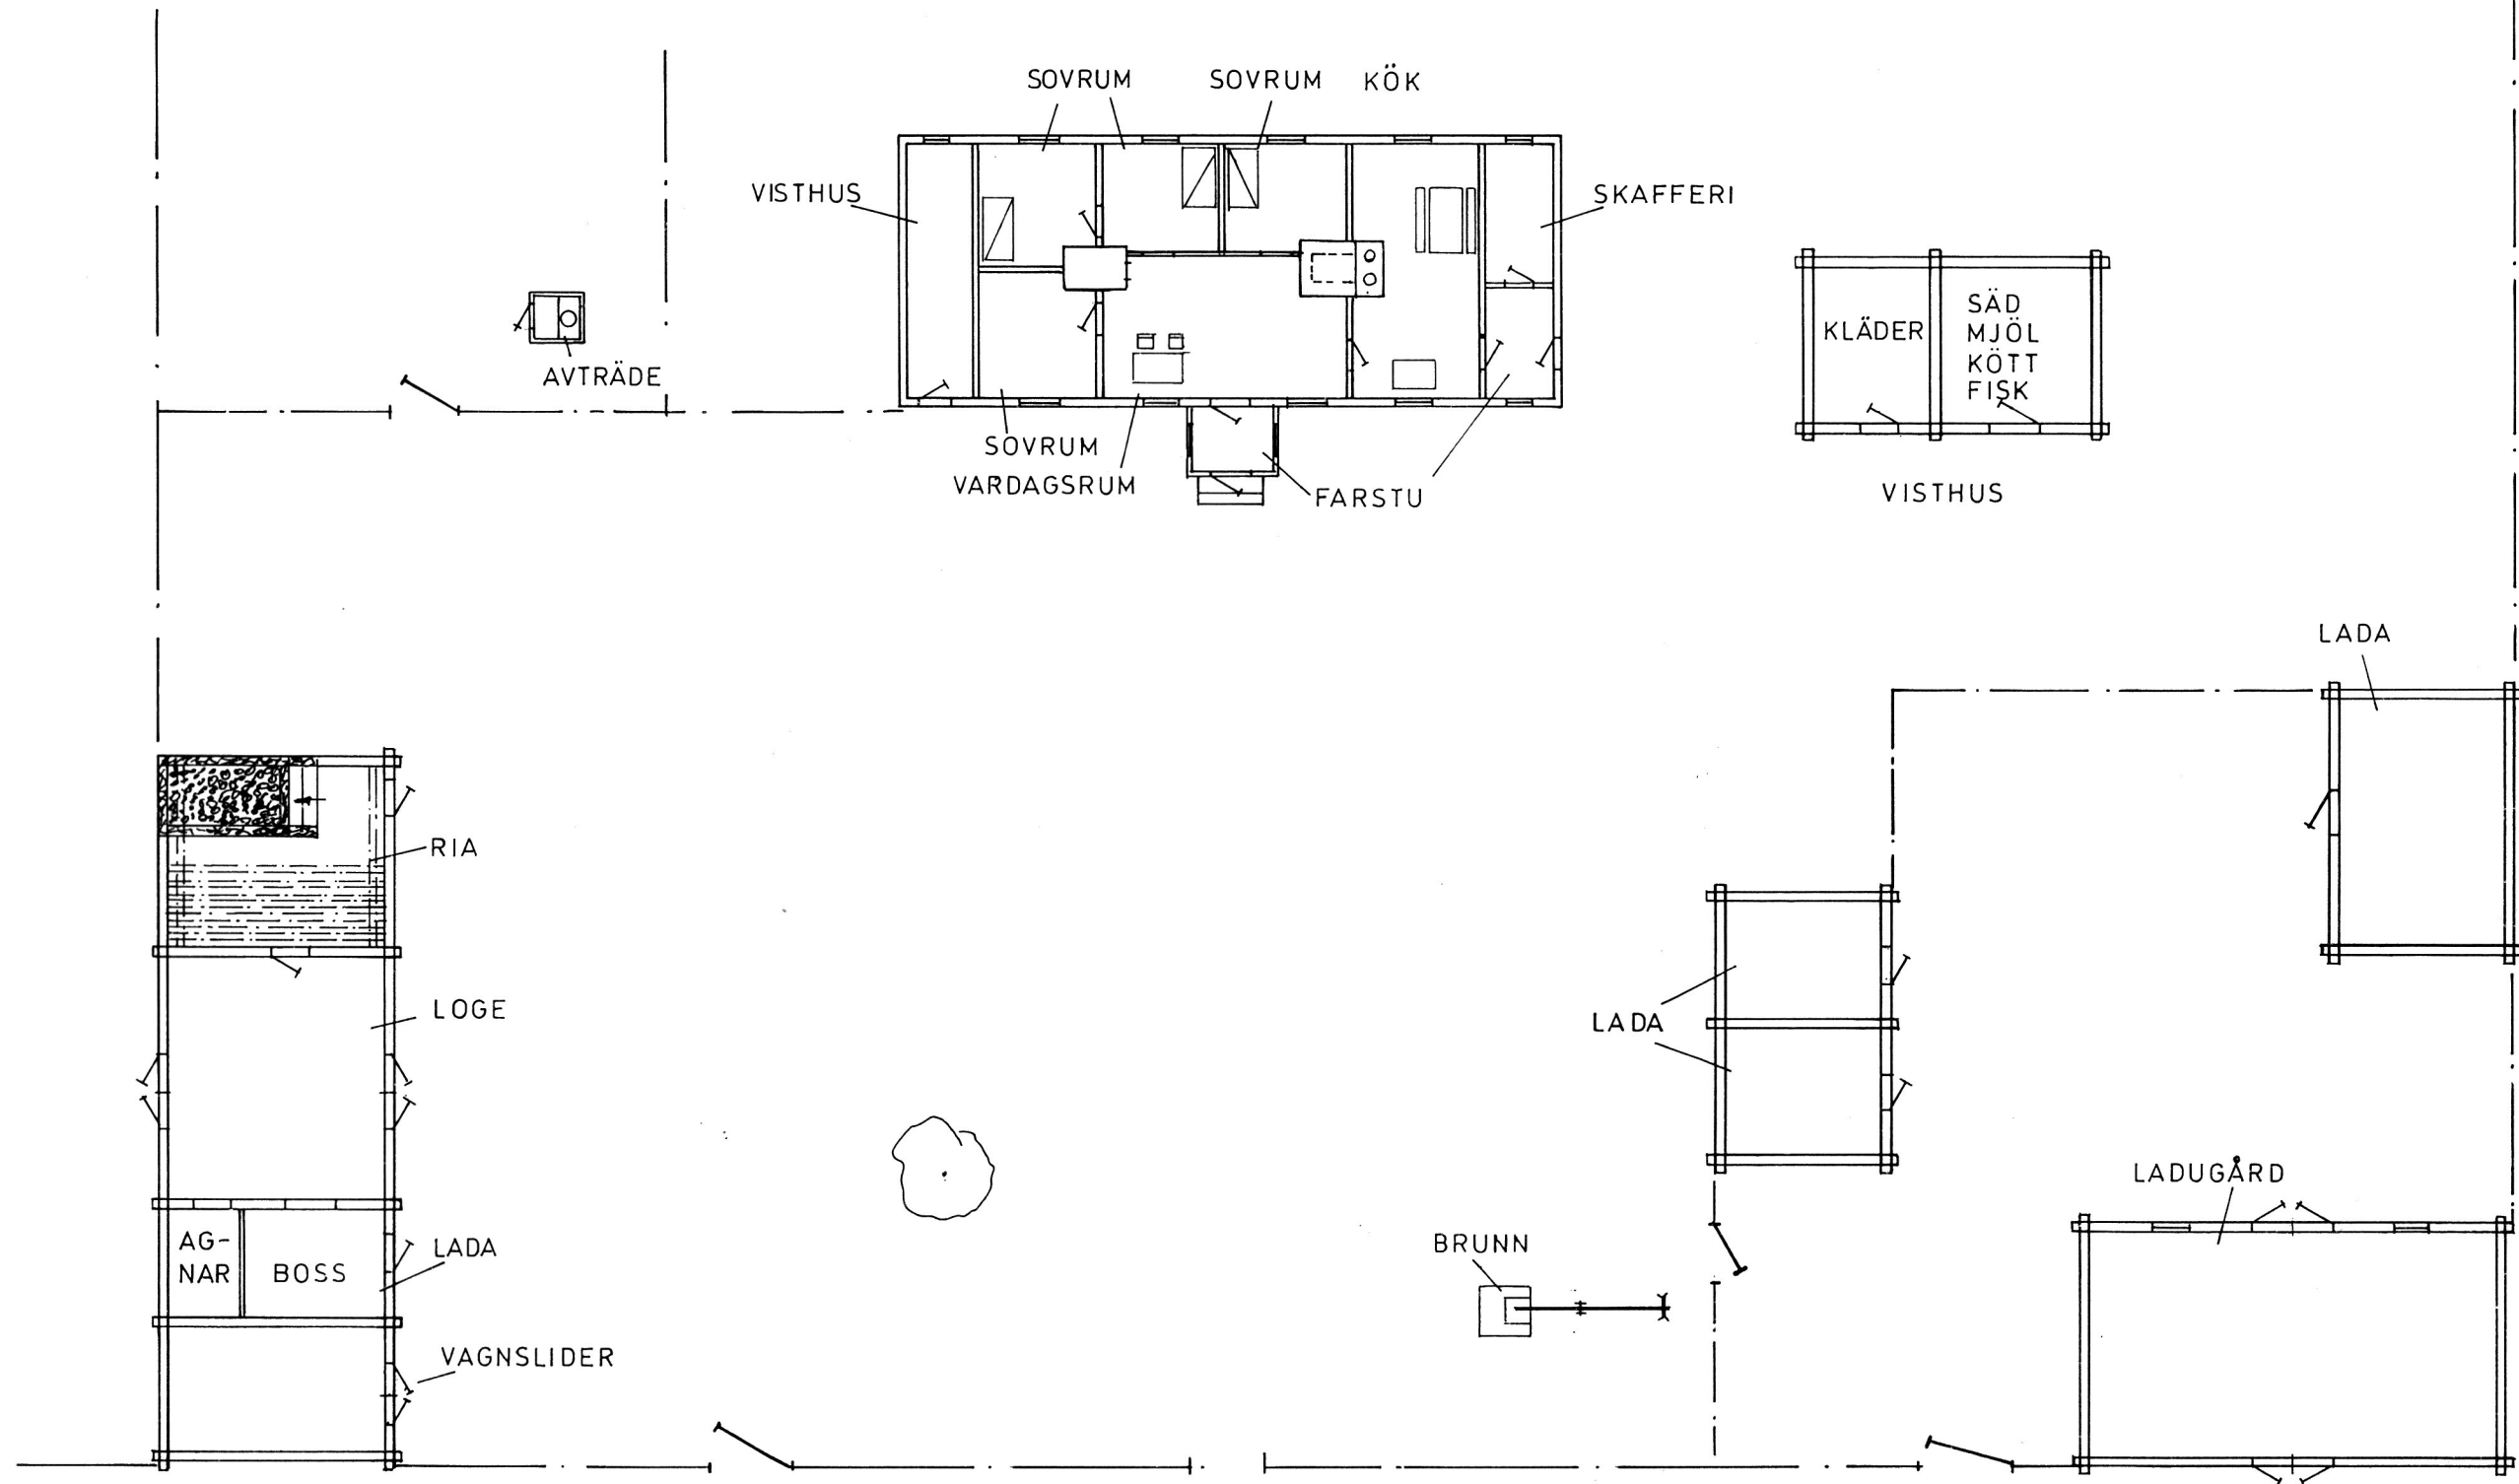 SOVRUM SOVRUM KÖK
VISTHUS
SKAFFERI
AVTRÄDE
KLÄDER
SÄD
MJÖL
KÖTT
FISK
SOVRUM
VARDAGSRUM
FARSTU
VISTHUS
LADA
RIA
LOGE
LADA
LADUGÅRD
AG-
NAR
BOSS
LADA
BRUNN
VAGNSLIDER